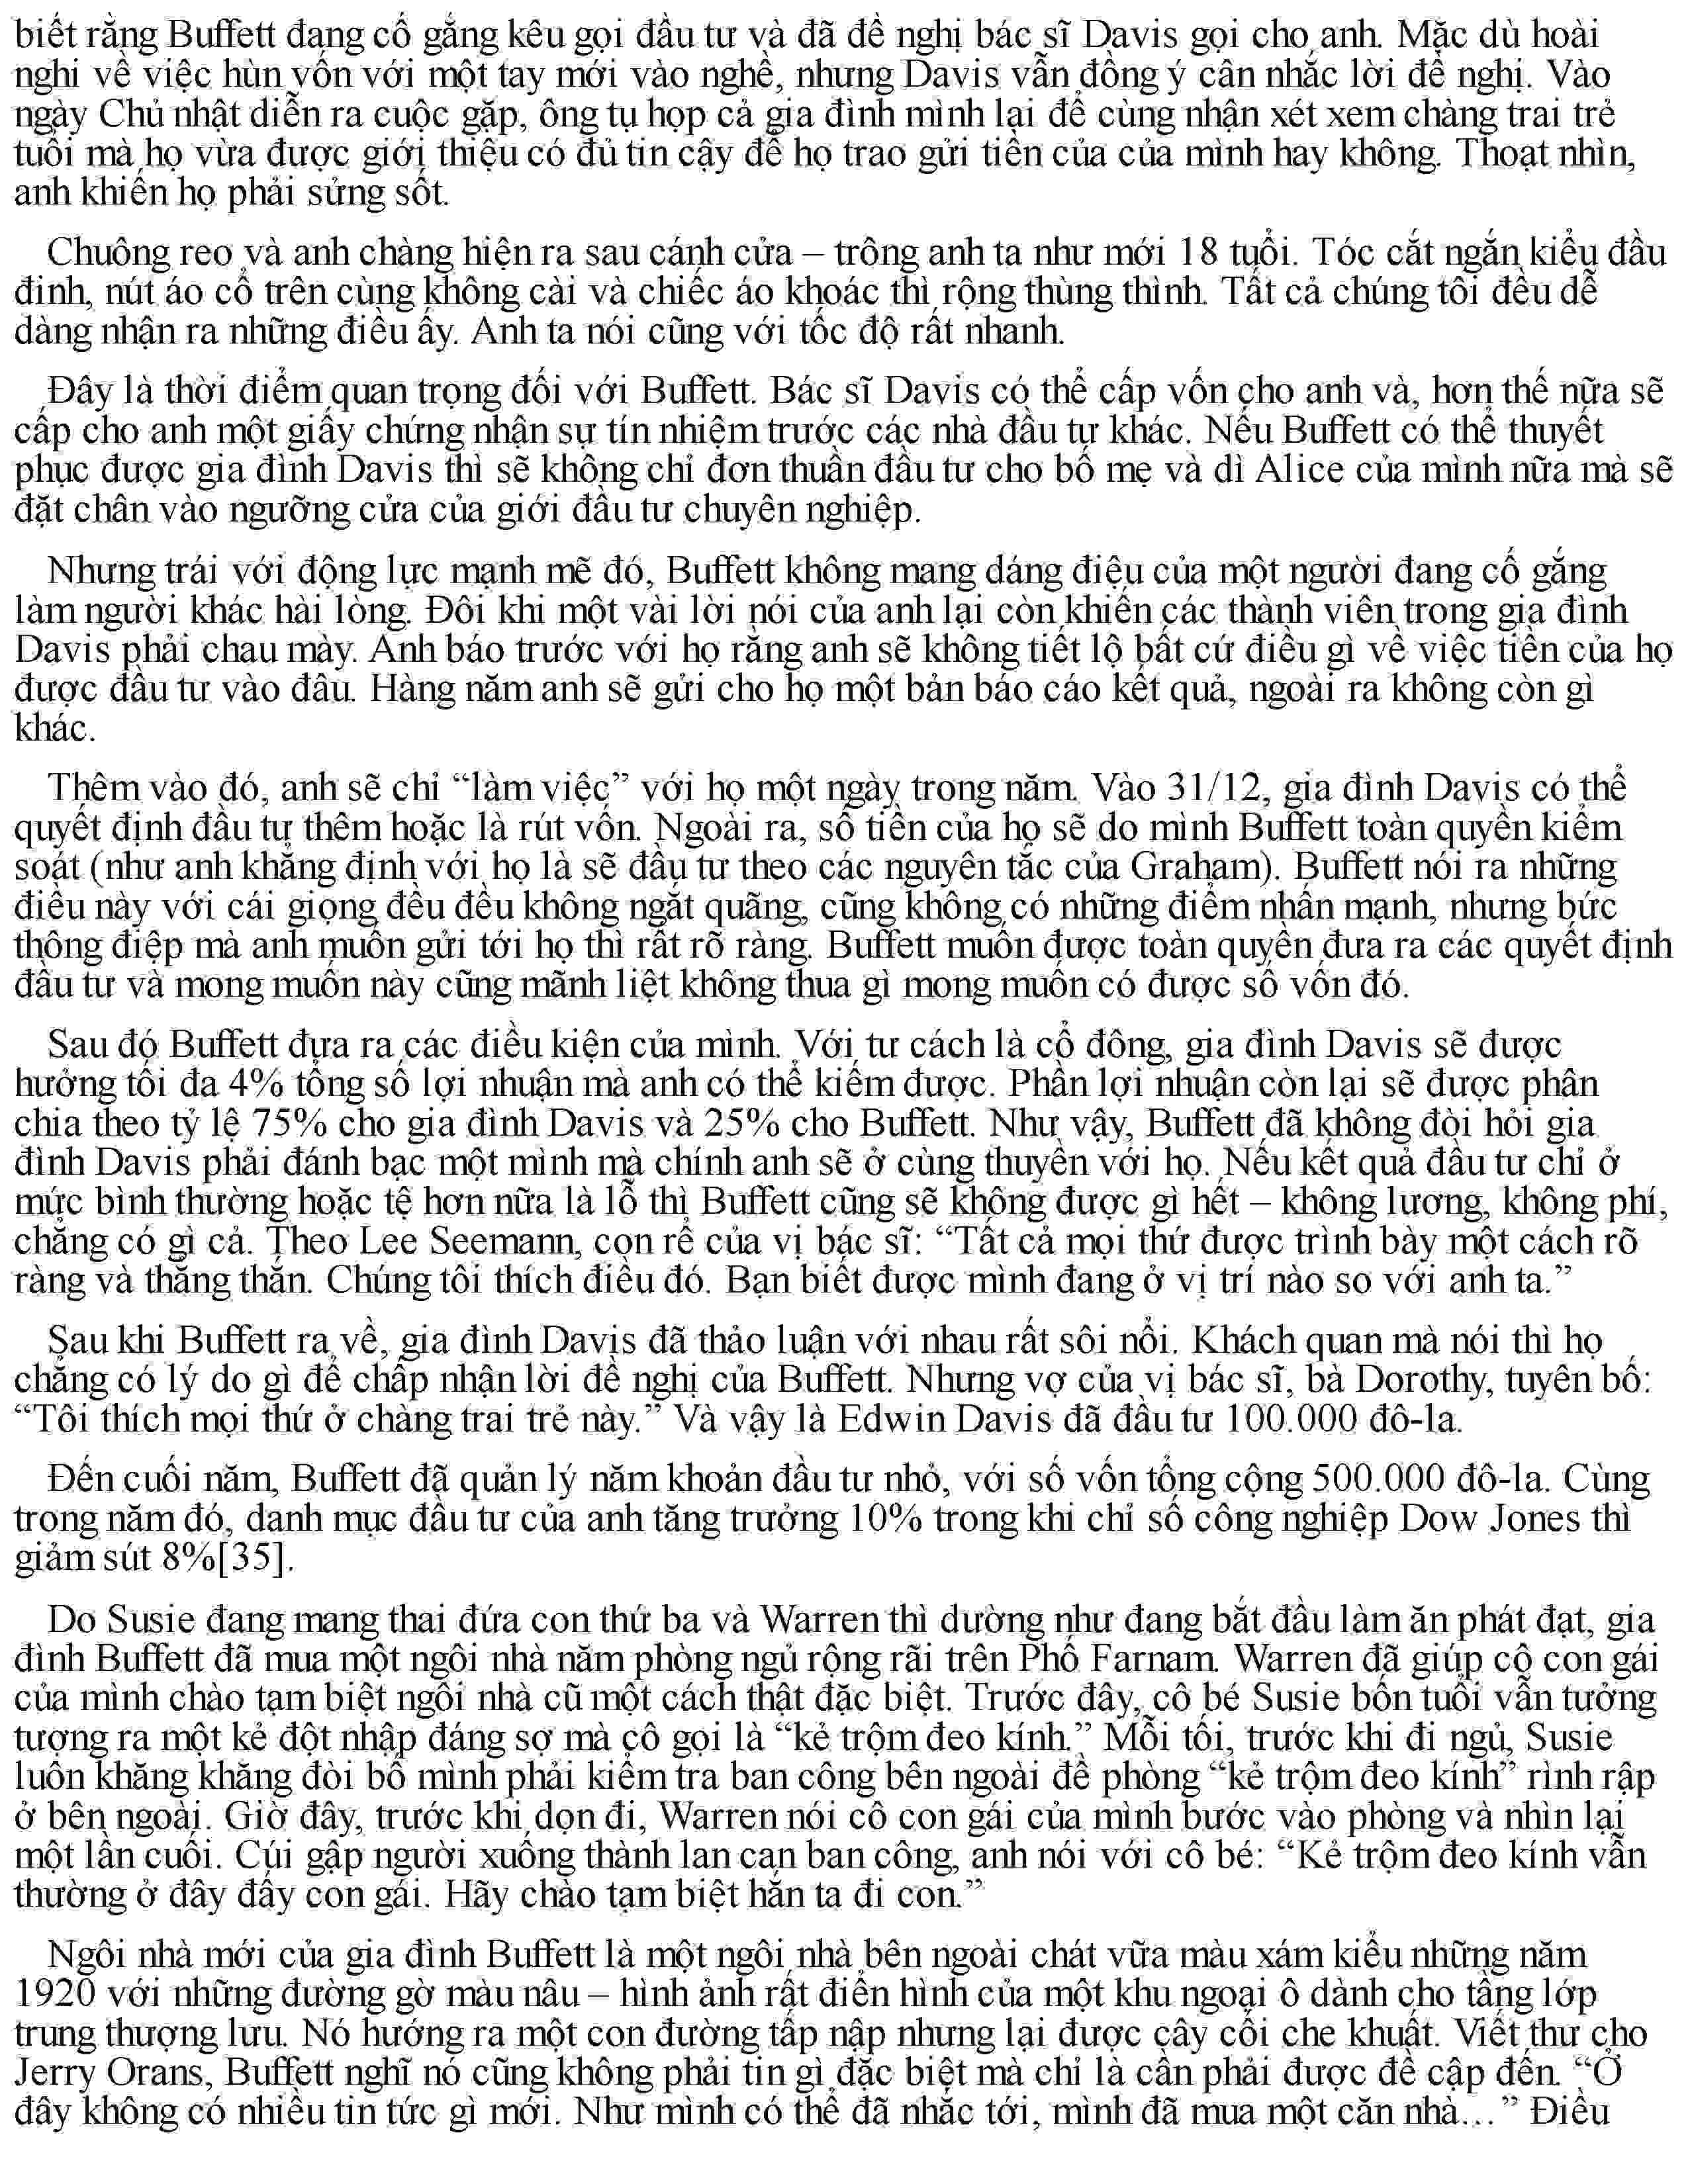 biết rằng Buffett đang cố gắng kêu gọi đầu tư và đã đề nghị bác sĩ Davis gọi cho anh. Mặc dù hoài
nghi về việc hùn vốn với một tay mới vào nghề, nhưng Davis vẫn đồng ý cân nhắc lời đề nghị. Vào
ngày Chủ nhật diễn ra cuộc gặp, ông tụ họp cả gia đình mình lại để cùng nhận xét xem chàng trai trẻ
tuổi mà họ vừa được giới thiệu có đủ tin cậy để họ trao gửi tiền của của mình hay không. Thoạt nhìn,
anh khiến họ phải sửng sốt.
Chuông reo và anh chàng hiện ra sau cánh cửa – trông anh ta như mới 18 tuổi. Tóc cắt ngắn kiểu đầu
đinh, nút áo cổ trên cùng không cài và chiếc áo khoác thì rộng thùng thình. Tất cả chúng tôi đều dễ
dàng nhận ra những điều ấy. Anh ta nói cũng với tốc độ rất nhanh.
Đây là thời điểm quan trọng đối với Buffett. Bác sĩ Davis có thể cấp vốn cho anh và, hơn thế nữa sẽ
cấp cho anh một giấy chứng nhận sự tín nhiệm trước các nhà đầu tư khác. Nếu Buffett có thể thuyết
phục được gia đình Davis thì sẽ không chỉ đơn thuần đầu tư cho bố mẹ và dì Alice của mình nữa mà sẽ
đặt chân vào ngưỡng cửa của giới đầu tư chuyên nghiệp.
Nhưng trái với động lực mạnh mẽ đó, Buffett không mang dáng điệu của một người đang cố gắng
làm người khác hài lòng. Đôi khi một vài lời nói của anh lại còn khiến các thành viên trong gia đình
Davis phải chau mày. Anh báo trước với họ rằng anh sẽ không tiết lộ bất cứ điều gì về việc tiền của họ
được đầu tư vào đâu. Hàng năm anh sẽ gửi cho họ một bản báo cáo kết quả, ngoài ra không còn gì
khác.
Thêm vào đó, anh sẽ chỉ “làm việc” với họ một ngày trong năm. Vào 31/12, gia đình Davis có thể
quyết định đầu tư thêm hoặc là rút vốn. Ngoài ra, số tiền của họ sẽ do mình Buffett toàn quyền kiểm
soát (như anh khẳng định với họ là sẽ đầu tư theo các nguyên tắc của Graham). Buffett nói ra những
điều này với cái giọng đều đều không ngắt quãng, cũng không có những điểm nhấn mạnh, nhưng bức
thông điệp mà anh muốn gửi tới họ thì rất rõ ràng. Buffett muốn được toàn quyền đưa ra các quyết định
đầu tư và mong muốn này cũng mãnh liệt không thua gì mong muốn có được số vốn đó.
Sau đó Buffett đưa ra các điều kiện của mình. Với tư cách là cổ đông, gia đình Davis sẽ được
hưởng tối đa 4% tổng số lợi nhuận mà anh có thể kiếm được. Phần lợi nhuận còn lại sẽ được phân
chia theo tỷ lệ 75% cho gia đình Davis và 25% cho Buffett. Như vậy, Buffett đã không đòi hỏi gia
đình Davis phải đánh bạc một mình mà chính anh sẽ ở cùng thuyền với họ. Nếu kết quả đầu tư chỉ ở
mức bình thường hoặc tệ hơn nữa là lỗ thì Buffett cũng sẽ không được gì hết – không lương, không phí,
chẳng có gì cả. Theo Lee Seemann, con rể của vị bác sĩ: “Tất cả mọi thứ được trình bày một cách rõ
ràng và thẳng thắn. Chúng tôi thích điều đó. Bạn biết được mình đang ở vị trí nào so với anh ta.”
Sau khi Buffett ra về, gia đình Davis đã thảo luận với nhau rất sôi nổi. Khách quan mà nói thì họ
chẳng có lý do gì để chấp nhận lời đề nghị của Buffett. Nhưng vợ của vị bác sĩ, bà Dorothy, tuyên bố:
“Tôi thích mọi thứ ở chàng trai trẻ này.” Và vậy là Edwin Davis đã đầu tư 100.000 đô-la.
Đến cuối năm, Buffett đã quản lý năm khoản đầu tư nhỏ, với số vốn tổng cộng 500.000 đô-la. Cùng
trong năm đó, danh mục đầu tư của anh tăng trưởng 10% trong khi chỉ số công nghiệp Dow Jones thì
giảm sút 8%[35].
Do Susie đang mang thai đứa con thứ ba và Warren thì dường như đang bắt đầu làm ăn phát đạt, gia
đình Buffett đã mua một ngôi nhà năm phòng ngủ rộng rãi trên Phố Farnam. Warren đã giúp cô con gái
của mình chào tạm biệt ngôi nhà cũ một cách thật đặc biệt. Trước đây, cô bé Susie bốn tuổi vẫn tưởng
tượng ra một kẻ đột nhập đáng sợ mà cô gọi là “kẻ trộm đeo kính.” Mỗi tối, trước khi đi ngủ, Susie
luôn khăng khăng đòi bố mình phải kiểm tra ban công bên ngoài đề phòng “kẻ trộm đeo kính” rình rập
ở bên ngoài. Giờ đây, trước khi dọn đi, Warren nói cô con gái của mình bước vào phòng và nhìn lại
một lần cuối. Cúi gập người xuống thành lan can ban công, anh nói với cô bé: “Kẻ trộm đeo kính vẫn
thường ở đây đấy con gái. Hãy chào tạm biệt hắn ta đi con.”
Ngôi nhà mới của gia đình Buffett là một ngôi nhà bên ngoài chát vữa màu xám kiểu những năm
1920 với những đường gờ màu nâu – hình ảnh rất điển hình của một khu ngoại ô dành cho tầng lớp
trung thượng lưu. Nó hướng ra một con đường tấp nập nhưng lại được cây cối che khuất. Viết thư cho
Jerry Orans, Buffett nghĩ nó cũng không phải tin gì đặc biệt mà chỉ là cần phải được đề cập đến. “Ở
đây không có nhiều tin tức gì mới. Như mình có thể đã nhắc tới, mình đã mua một căn nhà…” Điều